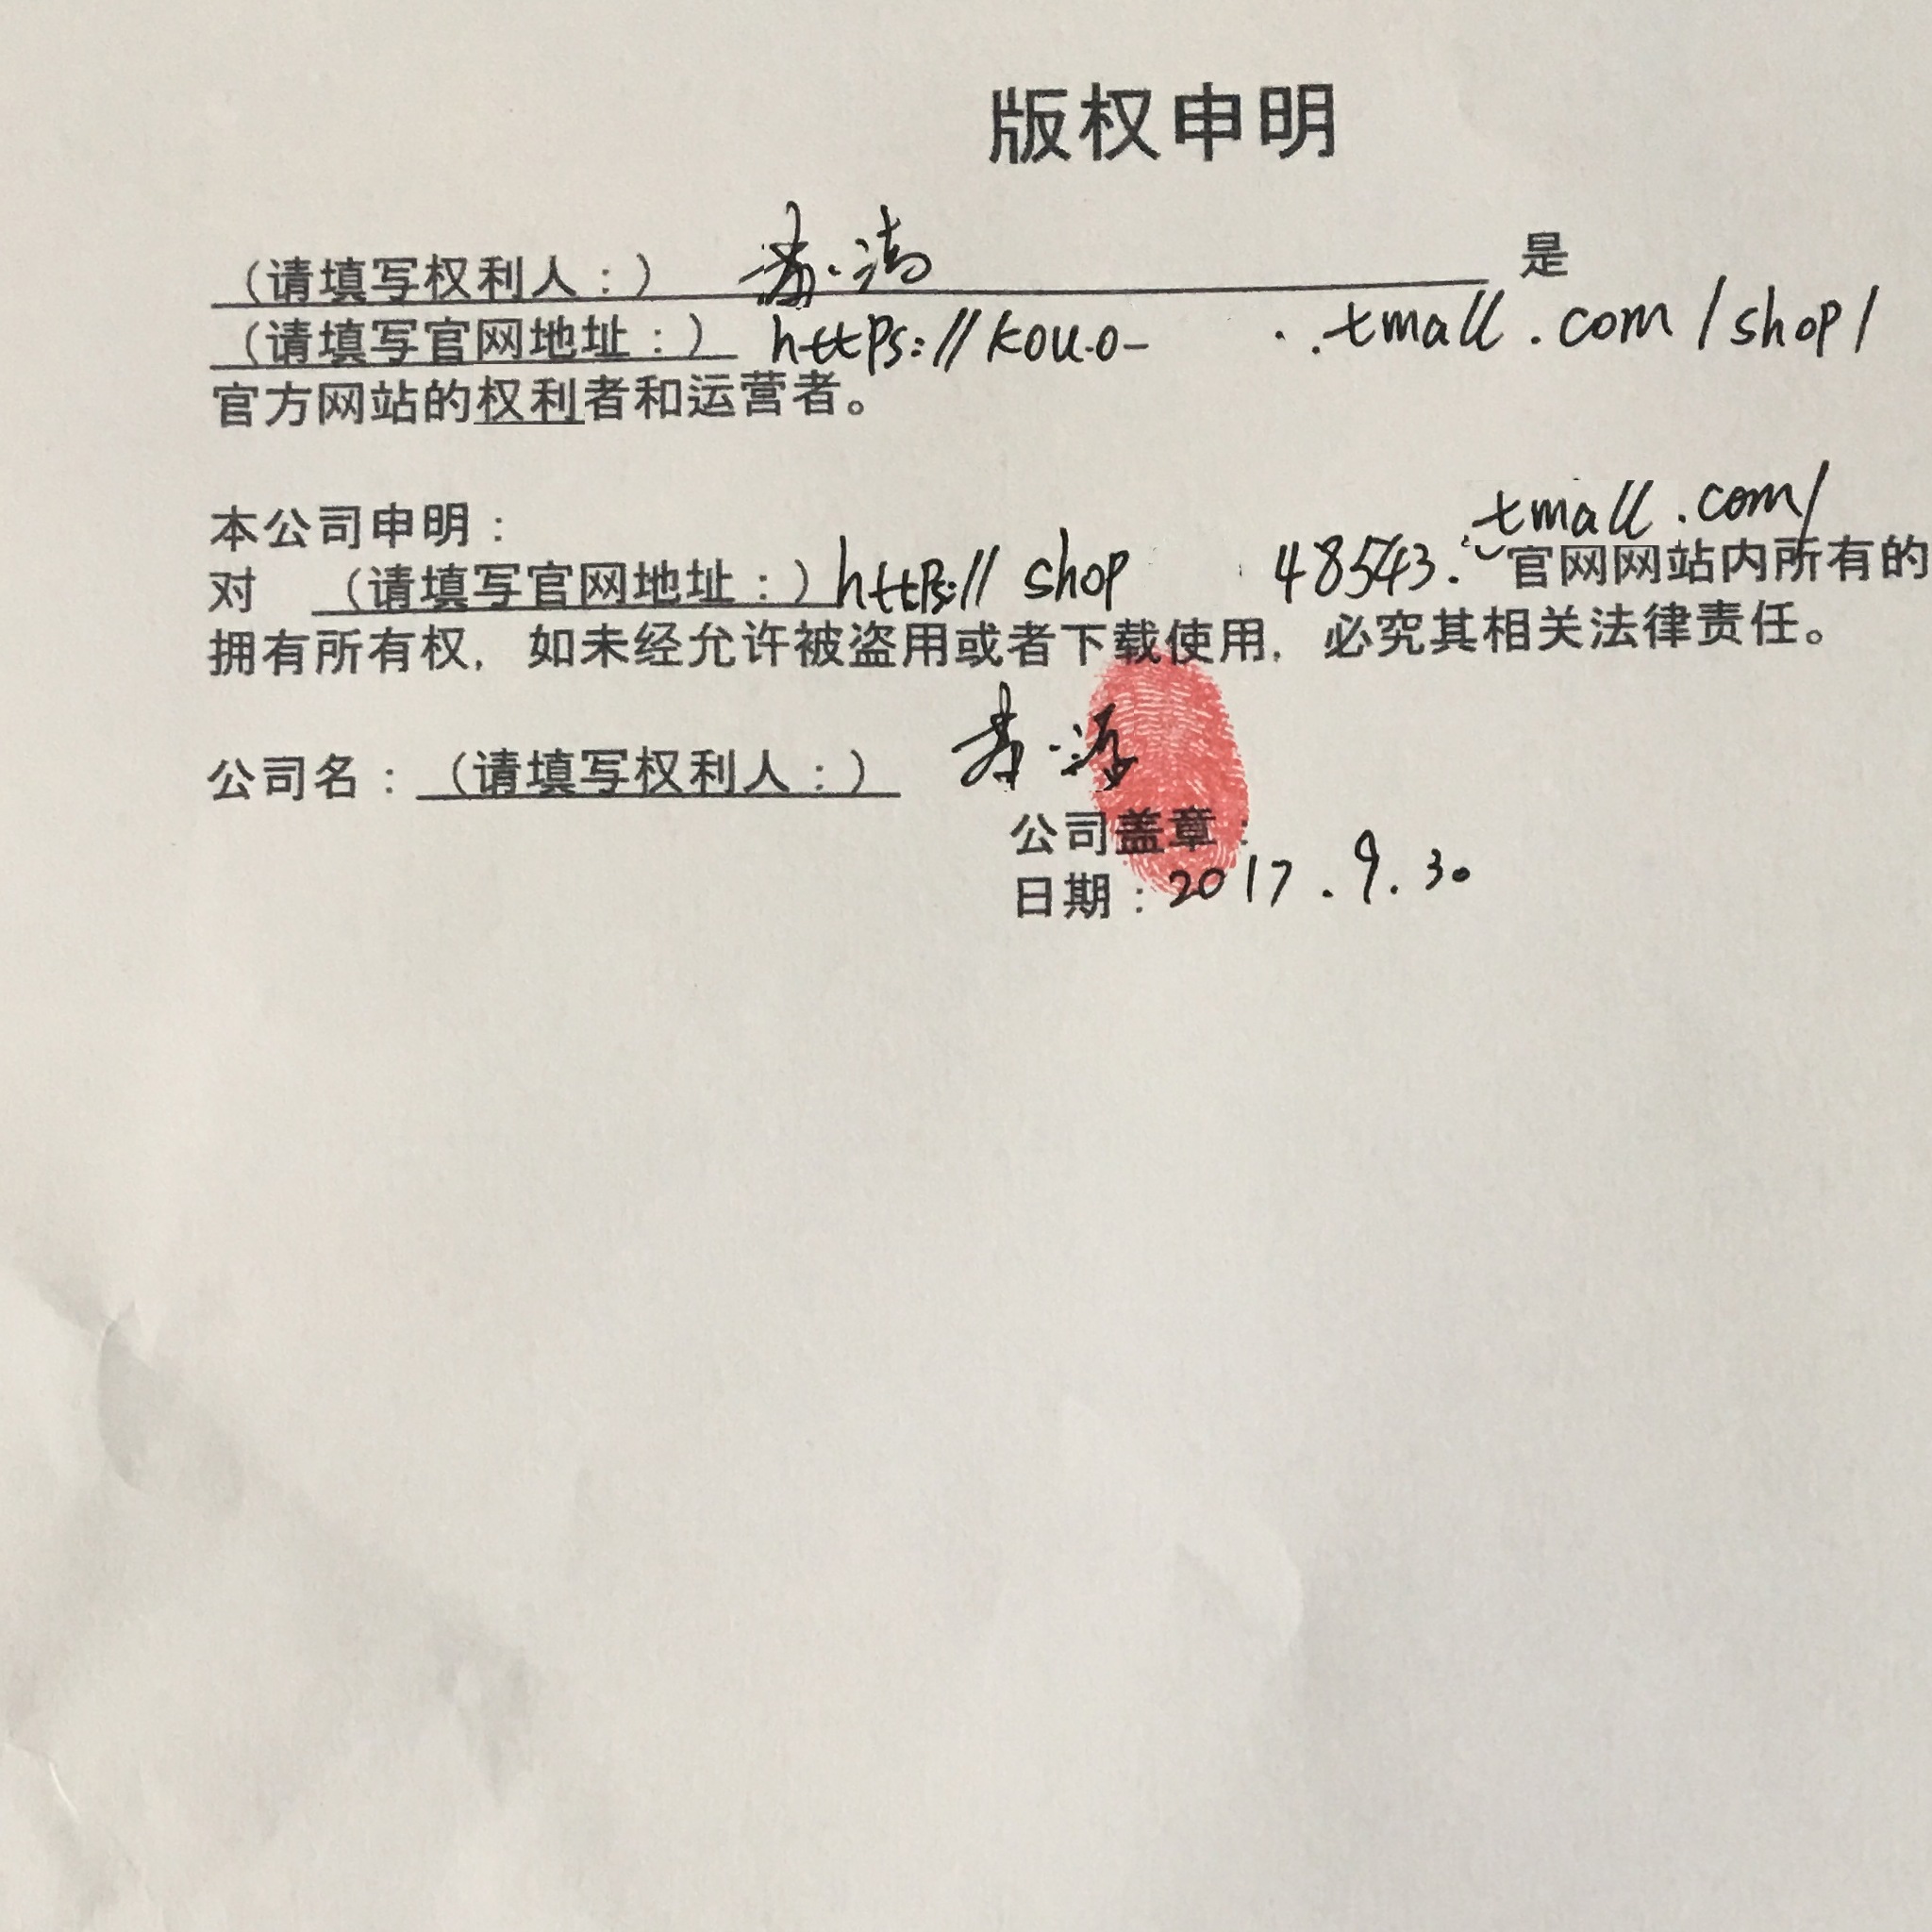 版权申明
（请填写权利人：） 是
（请填写官网地址：） https://kou.o- .tmall.com/shop/
官方网站的权利者和运营者。
本公司申明：
tmall.com/
对 （请填写官网地址：）https:// shop 48543. 官网网站内所有的
拥有所有权，如未经允许被盗用或者下载使用，必究其相关法律责任。
公司名：（请填写权利人：）
公司盖章：
日期：2017.9.30